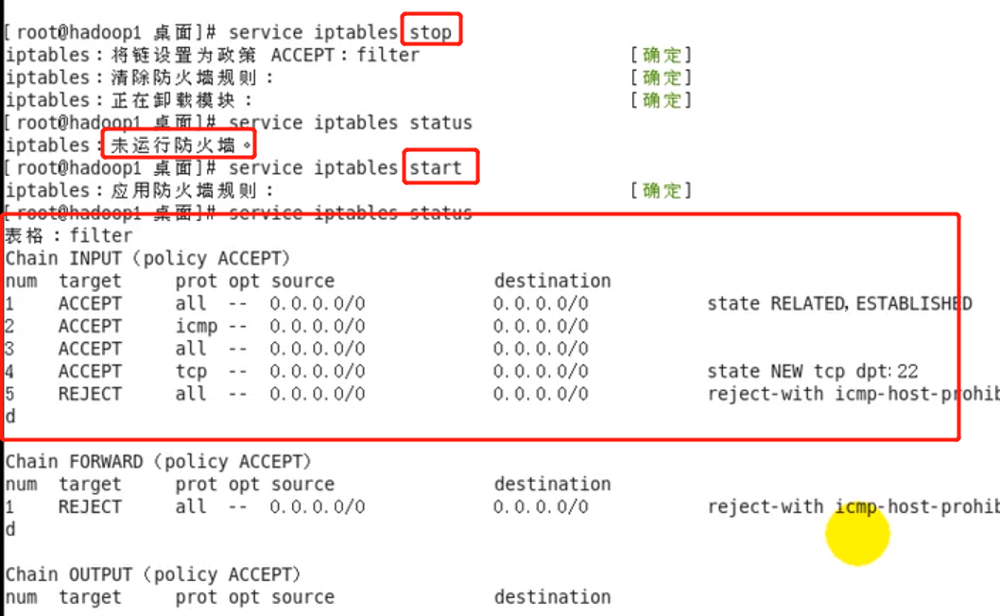 [root@hadoop1 桌面]# service iptables stop
iptables：将链设置为政策 ACCEPT：filter [确定]
iptables：清除防火墙规则： [确定]
iptables：正在卸载模块： [确定]
[root@hadoop1 桌面]# service iptables status
iptables：未运行防火墙。
[root@hadoop1 桌面]# service iptables start
iptables：应用防火墙规则： [确定]
[root@hadoop1 桌面]# service iptables status
表格：filter
Chain INPUT (policy ACCEPT)
num target prot opt source destination
1 ACCEPT all -- 0.0.0.0/0 0.0.0.0/0 state RELATED,ESTABLISHED
2 ACCEPT icmp -- 0.0.0.0/0 0.0.0.0/0
3 ACCEPT all -- 0.0.0.0/0 0.0.0.0/0
4 ACCEPT tcp -- 0.0.0.0/0 0.0.0.0/0 state NEW tcp dpt:22
5 REJECT all -- 0.0.0.0/0 0.0.0.0/0 reject-with icmp-host-prohib
d
Chain FORWARD (policy ACCEPT)
num target prot opt source destination
1 REJECT all -- 0.0.0.0/0 0.0.0.0/0 reject-with icmp-host-prohib
d
Chain OUTPUT (policy ACCEPT)
num target prot opt source destination